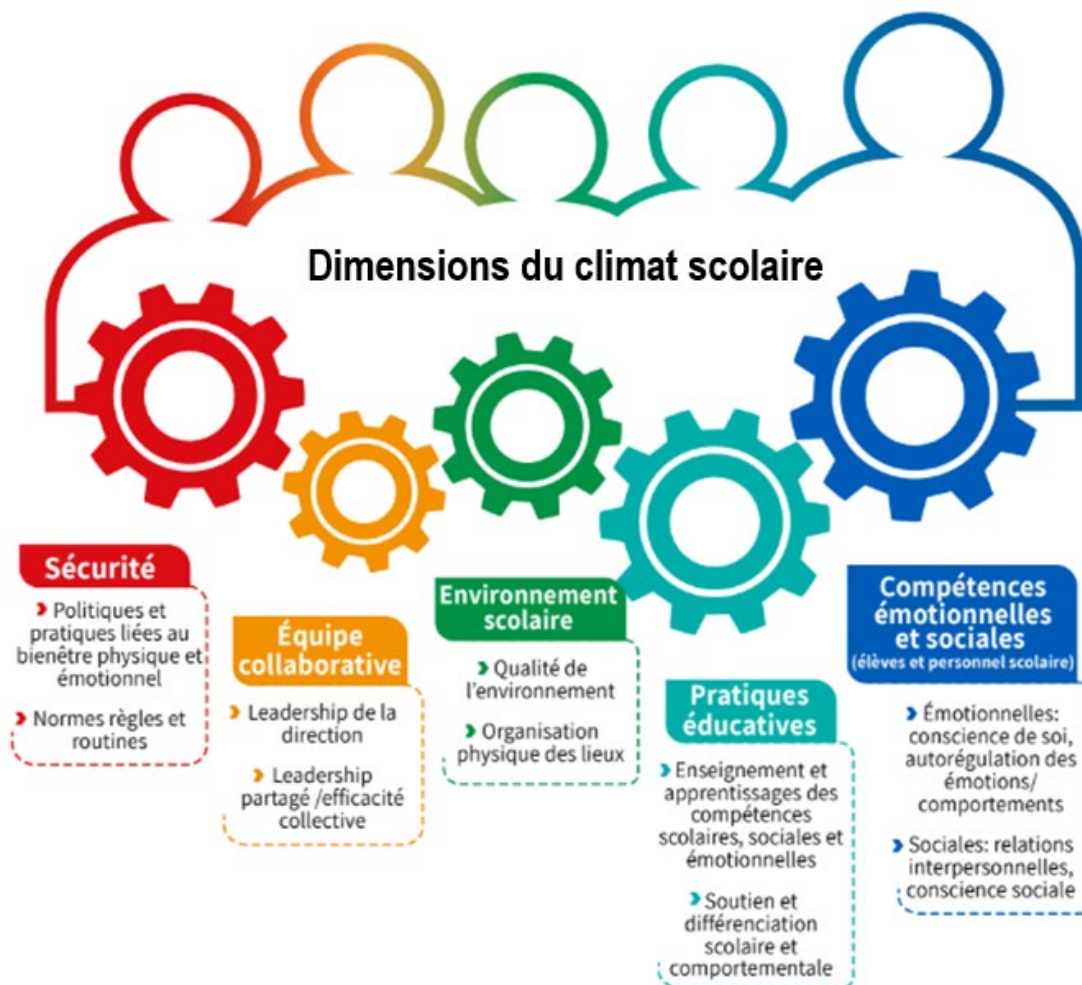 Dimensions du climat scolaire
Sécurité
❯ Politiques et
pratiques liées au
bienêtre physique et
émotionnel
❯ Normes règles et
routines
Équipe
collaborative
❯ Leadership de la
direction
❯ Leadership
partagé /efficacité
collective
Environnement
scolaire
❯ Qualité de
l'environnement
❯ Organisation
physique des lieux
Pratiques
éducatives
❯ Enseignement et
apprentissages des
compétences
scolaires, sociales et
émotionnelles
❯ Soutien et
différenciation
scolaire et
comportementale
Compétences
émotionnelles
et sociales
(élèves et personnel scolaire)
❯ Émotionnelles:
conscience de soi,
autorégulation des
émotions/
comportements
❯ Sociales: relations
interpersonnelles,
conscience sociale